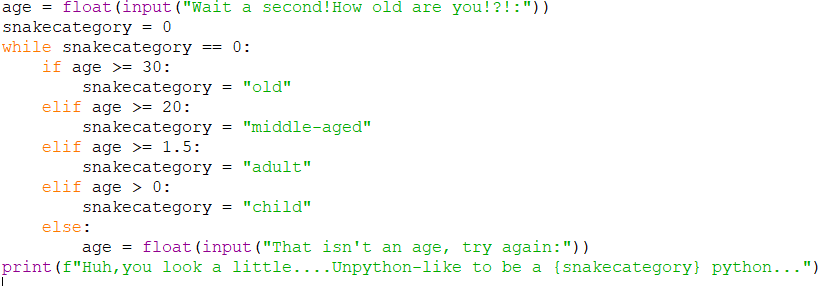 age = float(input("Wait a second!How old are you!?!:"))
snakecategory = 0
while snakecategory == 0:
    if age >= 30:
        snakecategory = "old"
    elif age >= 20:
        snakecategory = "middle-aged"
    elif age >= 1.5:
        snakecategory = "adult"
    elif age > 0:
        snakecategory = "child"
    else:
        age = float(input("That isn't an age, try again:"))
print(f"Huh,you look a little....Unpython-like to be a {snakecategory} python...")